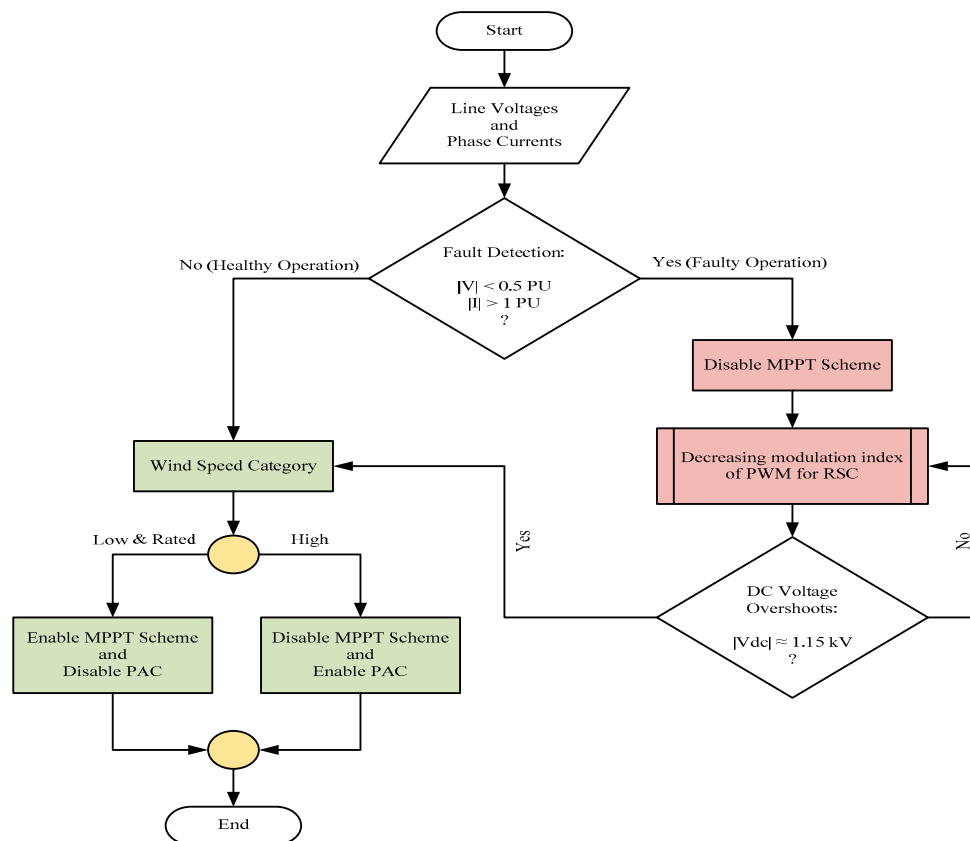 Start
Line Voltages
and
Phase Currents
Fault Detection:
|V| < 0.5 PU
|I| > 1 PU
?
No (Healthy Operation)
Yes (Faulty Operation)
Disable MPPT Scheme
Decreasing modulation index
of PWM for RSC
Wind Speed Category
Yes
No
DC Voltage
Overshoots:
|Vdc| ≈ 1.15 kV
?
Low & Rated
High
Enable MPPT Scheme
and
Disable PAC
Disable MPPT Scheme
and
Enable PAC
End